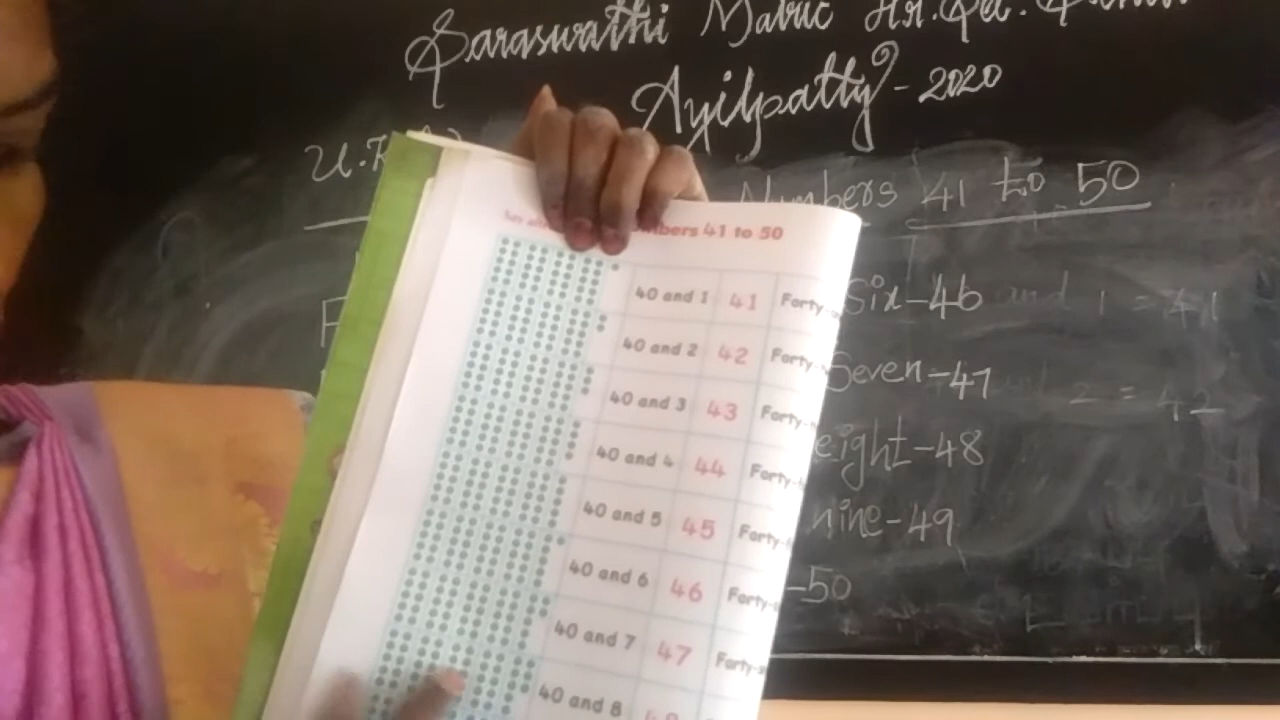 Saraswathi Matric Hr.
Ayilpatty - 2020
U.K
Numbers 41 to 50
Six-46 and 1 = 41
Seven-47 2 = 42
eight-48
nine-49
-50
41 to 50
40 and 1 41 Forty-
40 and 2 42 Forty-
40 and 3 43 Forty-
40 and 4 44 Forty-
40 and 5 45 Forty-
40 and 6 46 Forty-
40 and 7 47 Forty-
40 and 8